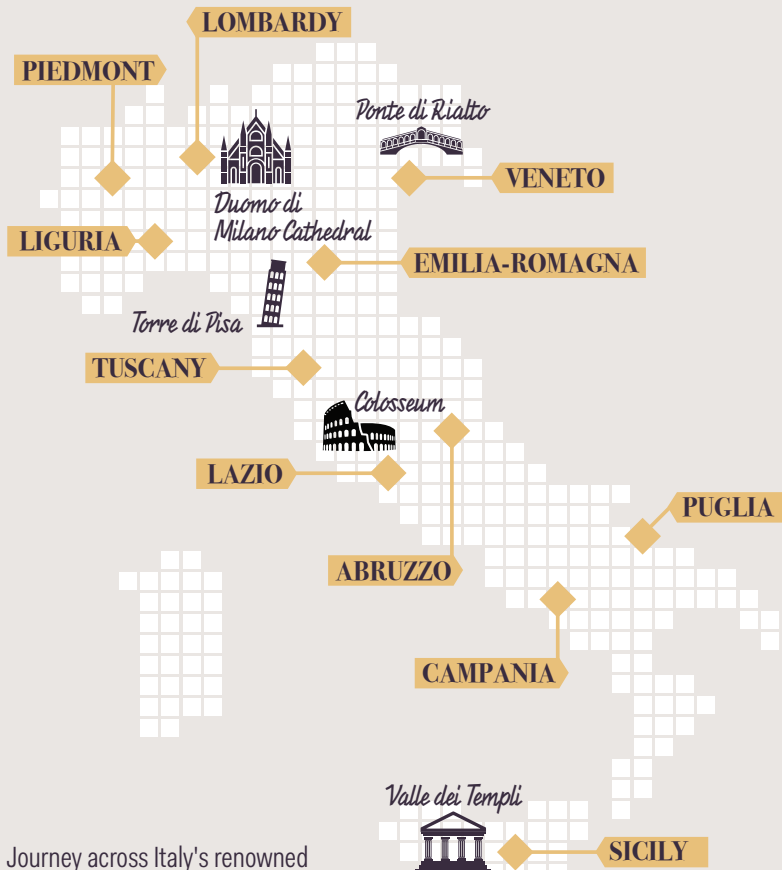 LOMBARDY
PIEDMONT
Ponte di Rialto
VENETO
Duomo di
Milano Cathedral
LIGURIA
EMILIA-ROMAGNA
Torre di Pisa
TUSCANY
Colosseum
LAZIO
PUGLIA
ABRUZZO
CAMPANIA
Valle dei Templi
SICILY
Journey across Italy's renowned